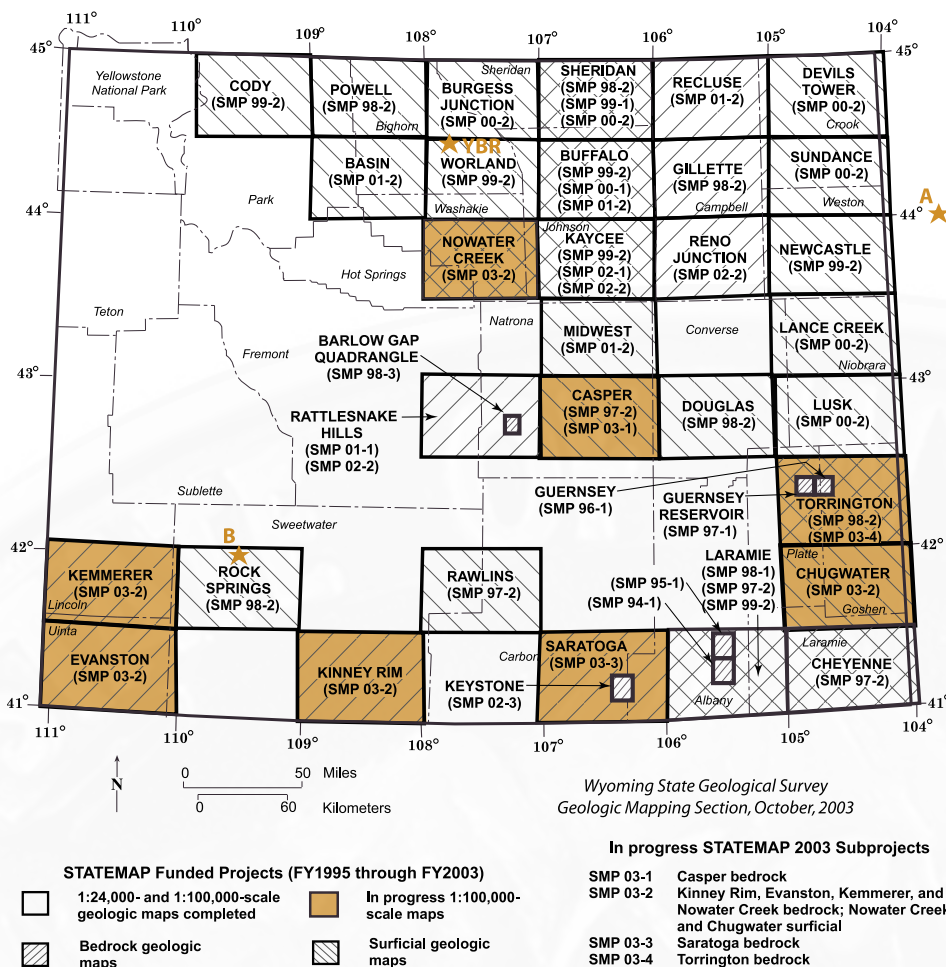 110°
109°
108°
107°
106°
105°
104°
45°
45°
Yellowstone
National Park
CODY
(SMP 99-2)
POWELL
(SMP 98-2)
Bighorn
Sheridan
BURGESS
JUNCTION
(SMP 00-2)
SHERIDAN
(SMP 98-2)
(SMP 99-1)
(SMP 00-2)
RECLUSE
(SMP 01-2)
DEVILS
TOWER
(SMP 00-2)
Crook
YBR
BASIN
(SMP 01-2)
WORLAND
(SMP 99-2)
Washakie
BUFFALO
(SMP 99-2)
(SMP 00-1)
(SMP 01-2)
GILLETTE
(SMP 98-2)
Campbell
SUNDANCE
(SMP 00-2)
Weston
A
44°
44°
Park
Hot Springs
NOWATER
CREEK
(SMP 03-2)
Johnson
KAYCEE
(SMP 99-2)
(SMP 02-1)
(SMP 02-2)
RENO
JUNCTION
(SMP 02-2)
NEWCASTLE
(SMP 99-2)
Teton
Fremont
Natrona
MIDWEST
(SMP 01-2)
Converse
LANCE CREEK
(SMP 00-2)
Niobrara
BARLOW GAP
QUADRANGLE
(SMP 98-3)
43°
43°
RATTLESNAKE
HILLS
(SMP 01-1)
(SMP 02-2)
CASPER
(SMP 97-2)
(SMP 03-1)
DOUGLAS
(SMP 98-2)
LUSK
(SMP 00-2)
Sublette
Sweetwater
GUERNSEY
(SMP 96-1)
GUERNSEY
RESERVOIR
(SMP 97-1)
TORRINGTON
(SMP 98-2)
(SMP 03-4)
42°
42°
B
KEMMERER
(SMP 03-2)
Lincoln
ROCK
SPRINGS
(SMP 98-2)
RAWLINS
(SMP 97-2)
(SMP 95-1)
(SMP 94-1)
LARAMIE
(SMP 98-1)
(SMP 97-2)
(SMP 99-2)
Platte
CHUGWATER
(SMP 03-2)
Goshen
Uinta
EVANSTON
(SMP 03-2)
KINNEY RIM
(SMP 03-2)
Carbon
KEYSTONE
(SMP 02-3)
SARATOGA
(SMP 03-3)
Albany
Laramie
CHEYENNE
(SMP 97-2)
41°
41°
111°
110°
109°
108°
107°
106°
105°
104°
N
0 50 Miles
0 60
Kilometers
Wyoming State Geological Survey
Geologic Mapping Section, October, 2003
STATEMAP Funded Projects (FY1995 through FY2003)
1:24,000- and 1:100,000-scale
geologic maps completed
In progress 1:100,000-
scale maps
Bedrock geologic
maps
Surficial geologic
maps
In progress STATEMAP 2003 Subprojects
SMP 03-1 Casper bedrock
SMP 03-2 Kinney Rim, Evanston, Kemmerer, and
Nowater Creek bedrock; Nowater Creek
and Chugwater surficial
SMP 03-3 Saratoga bedrock
SMP 03-4 Torrington bedrock